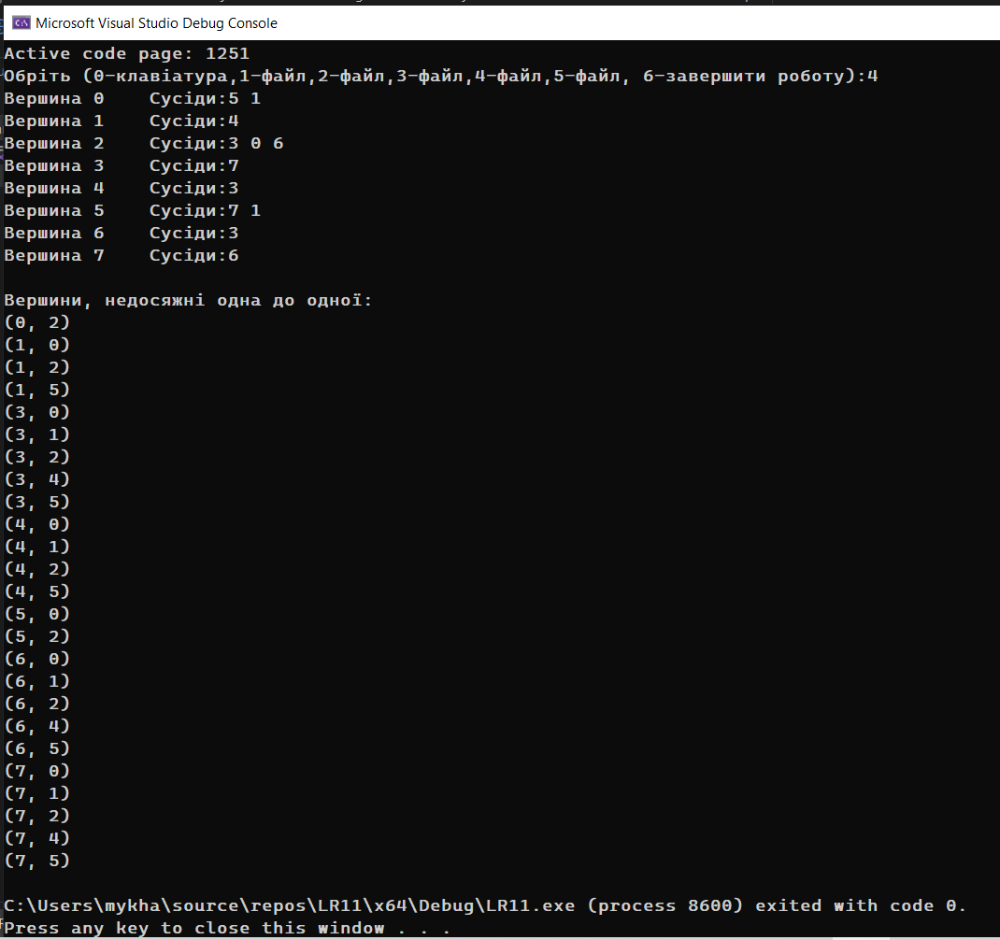 Microsoft Visual Studio Debug Console
Active code page: 1251
Обріть (0-клавіатура,1-файл,2-файл,3-файл,4-файл,5-файл, 6-завершити роботу):4
Вершина 0    Сусіди:5 1
Вершина 1    Сусіди:4
Вершина 2    Сусіди:3 0 6
Вершина 3    Сусіди:7
Вершина 4    Сусіди:3
Вершина 5    Сусіди:7 1
Вершина 6    Сусіди:3
Вершина 7    Сусіди:6
Вершини, недосяжні одна до одної:
(0, 2)
(1, 0)
(1, 2)
(1, 5)
(3, 0)
(3, 1)
(3, 2)
(3, 4)
(3, 5)
(4, 0)
(4, 1)
(4, 2)
(4, 5)
(5, 0)
(5, 2)
(6, 0)
(6, 1)
(6, 2)
(6, 4)
(6, 5)
(7, 0)
(7, 1)
(7, 2)
(7, 4)
(7, 5)
C:\Users\mykha\source\repos\LR11\x64\Debug\LR11.exe (process 8600) exited with code 0.
Press any key to close this window . . .